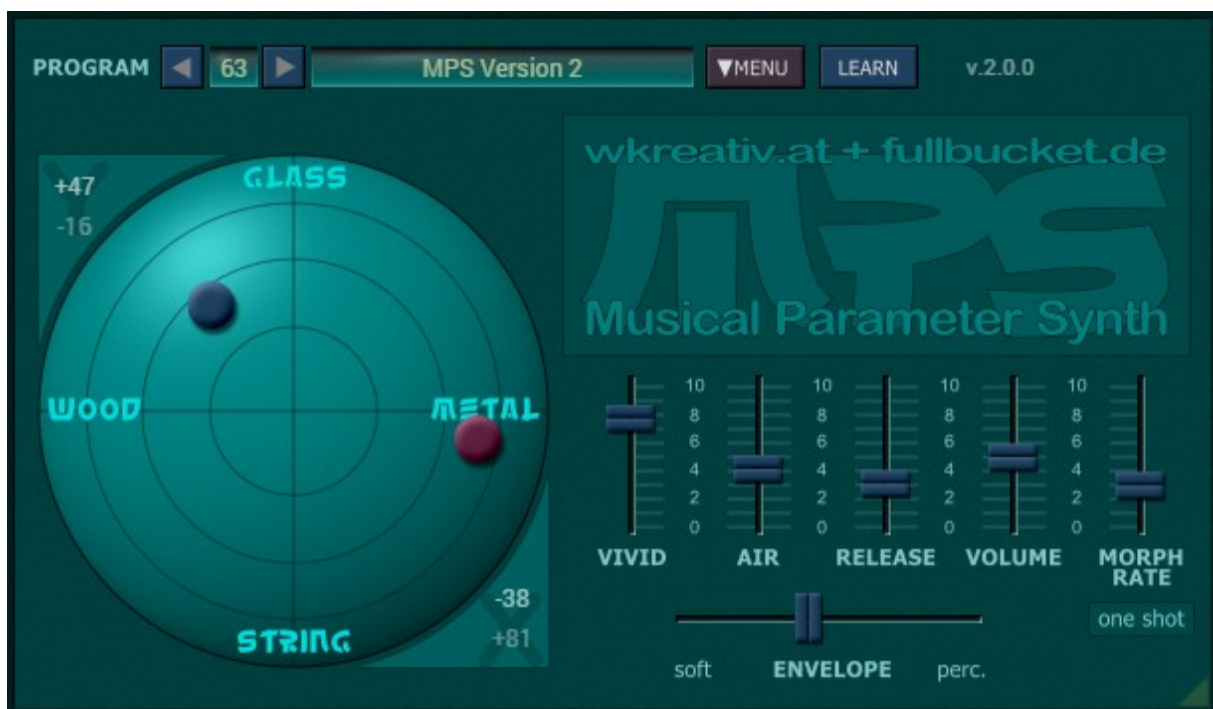 PROGRAM ◀ 63 ▶ MPS Version 2 ▼MENU LEARN v.2.0.0
wkreativ.at + fullbucket.de
MPS
Musical Parameter Synth
+47
-16
GLASS
WOOD
METAL
STRING
-38
+81
10 10 10 10
8 8 8 8
6 6 6 6
4 4 4 4
2 2 2 2
0 0 0 0
VIVID AIR RELEASE VOLUME MORPH
RATE
one shot
soft ENVELOPE perc.